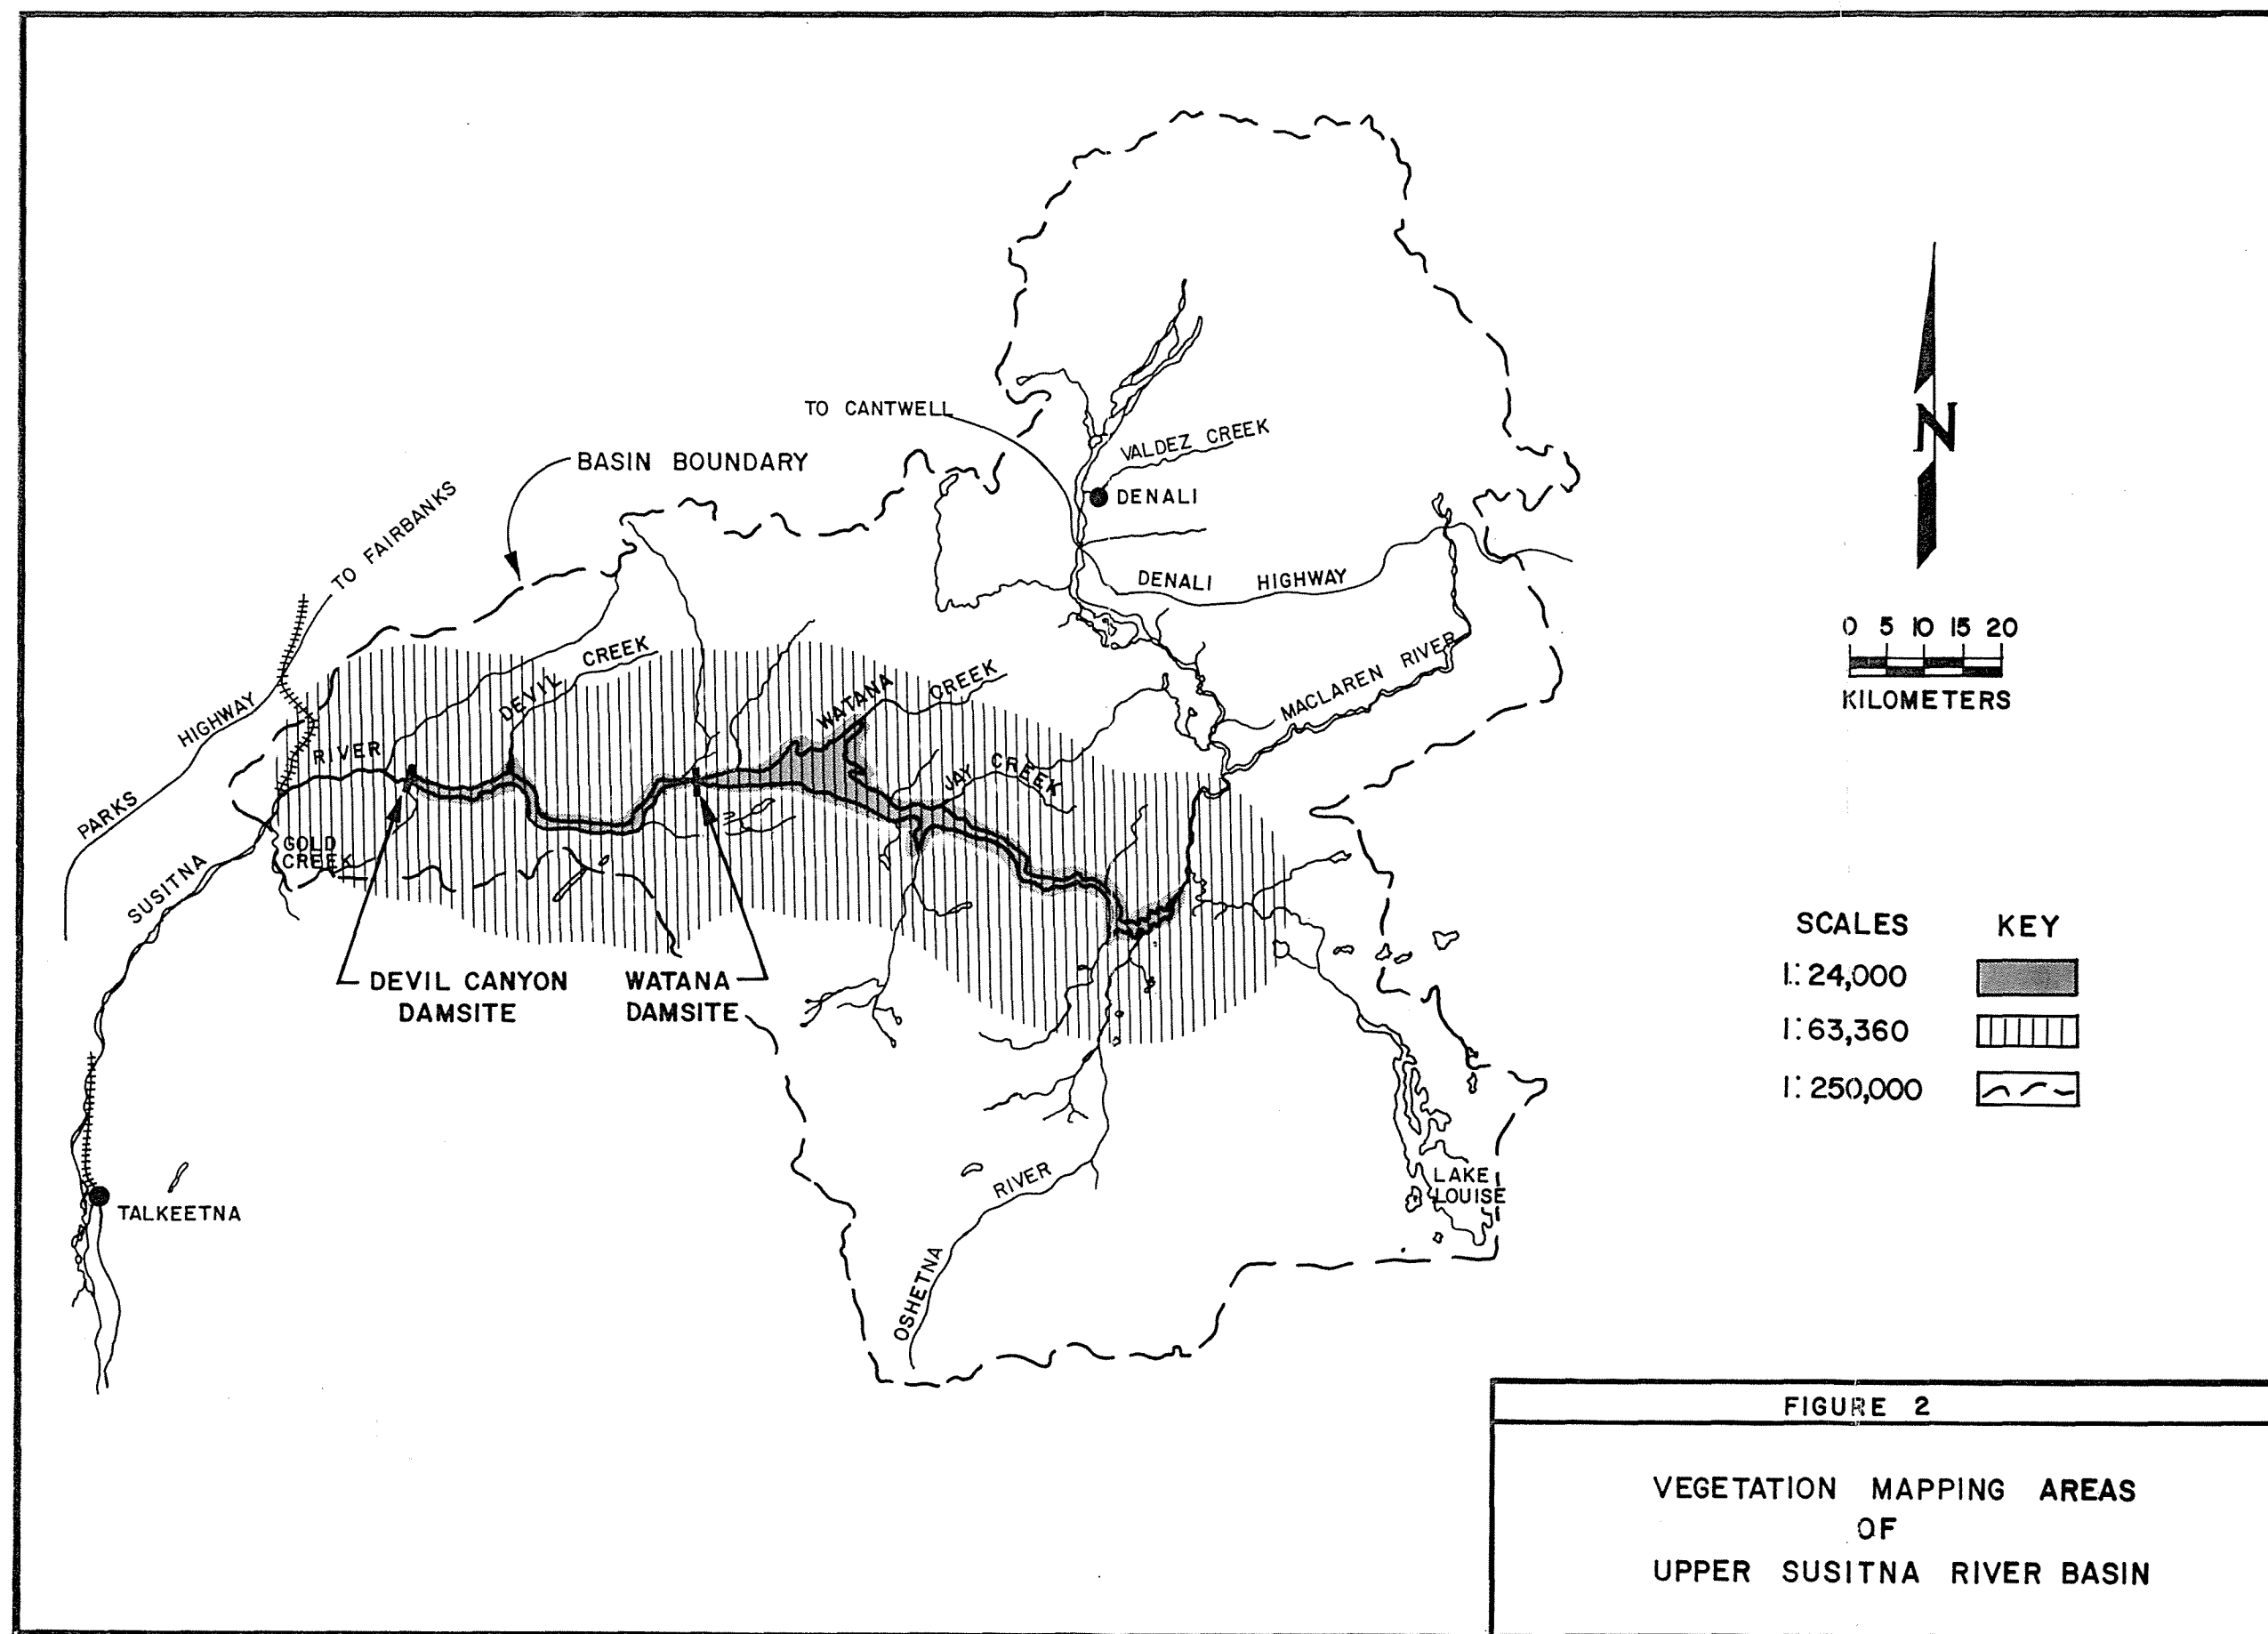 TO CANTWELL
VALDEZ CREEK
BASIN BOUNDARY
DENALI
TO FAIRBANKS
DENALI HIGHWAY
N
0 5 10 15 20
KILOMETERS
MACLAREN RIVER
DEVIL CREEK
WATANA CREEK
PARKS HIGHWAY
SUSITNA RIVER
JAY CREEK
GOLD
CREEK
DEVIL CANYON
DAMSITE
WATANA
DAMSITE
SCALES KEY
1:24,000
1:63,360
1:250,000
LAKE
LOUISE
OSHETNA RIVER
TALKEETNA
FIGURE 2
VEGETATION MAPPING AREAS
OF
UPPER SUSITNA RIVER BASIN